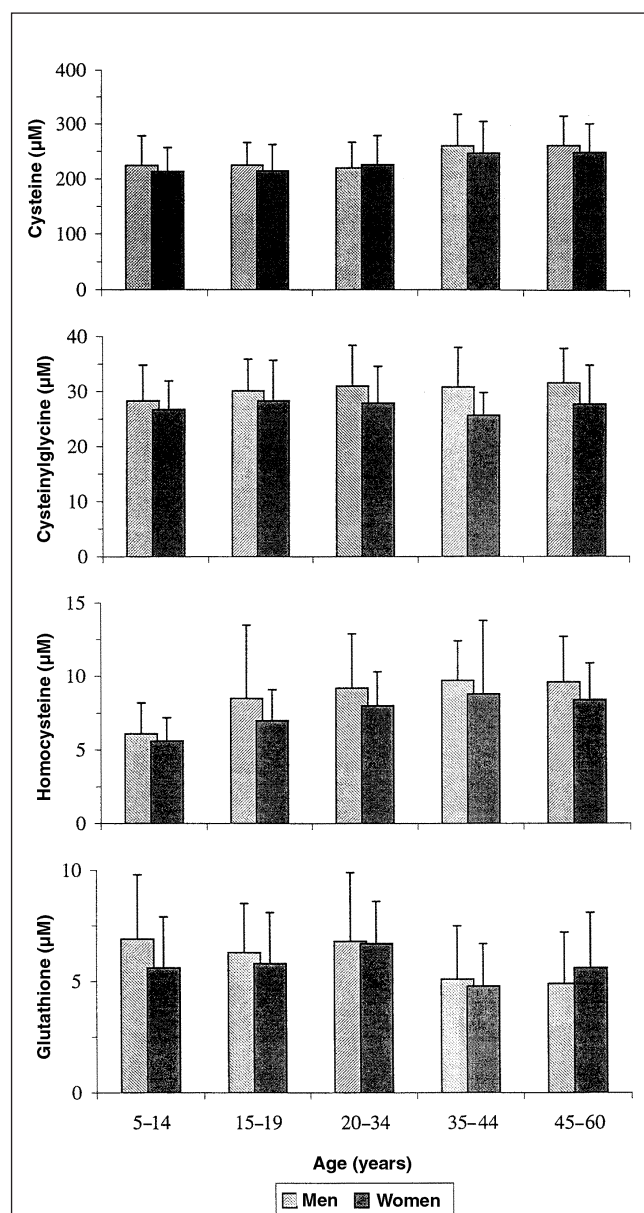 Cysteine (µM)
400
300
200
100
0
Cysteinylglycine (µM)
40
30
20
10
0
Homocysteine (µM)
15
10
5
0
Glutathione (µM)
10
5
0
5–14 15–19 20–34 35–44 45–60
Age (years)
Men Women